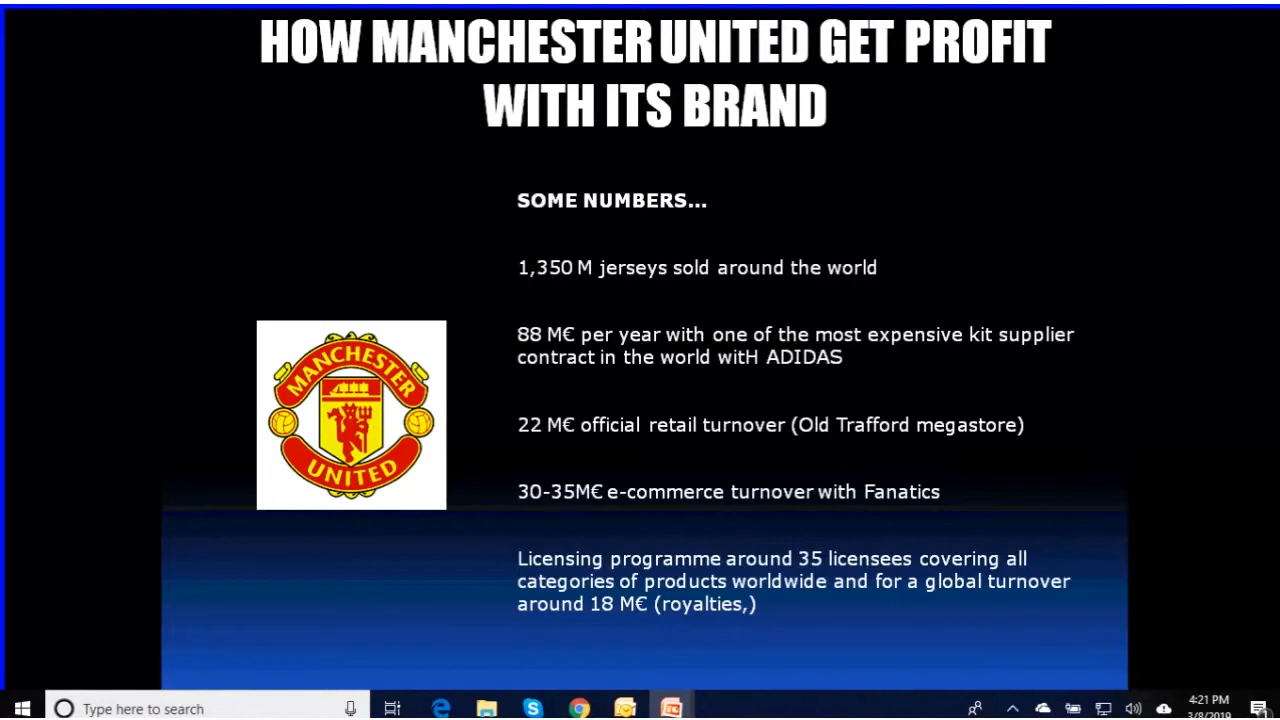 HOW MANCHESTER UNITED GET PROFIT
WITH ITS BRAND
SOME NUMBERS...
1,350 M jerseys sold around the world
88 M€ per year with one of the most expensive kit supplier
contract in the world witH ADIDAS
MANCHESTER
UNITED
22 M€ official retail turnover (Old Trafford megastore)
30-35M€ e-commerce turnover with Fanatics
Licensing programme around 35 licensees covering all
categories of products worldwide and for a global turnover
around 18 M€ (royalties,)
Type here to search
4:21 PM
3/8/2019